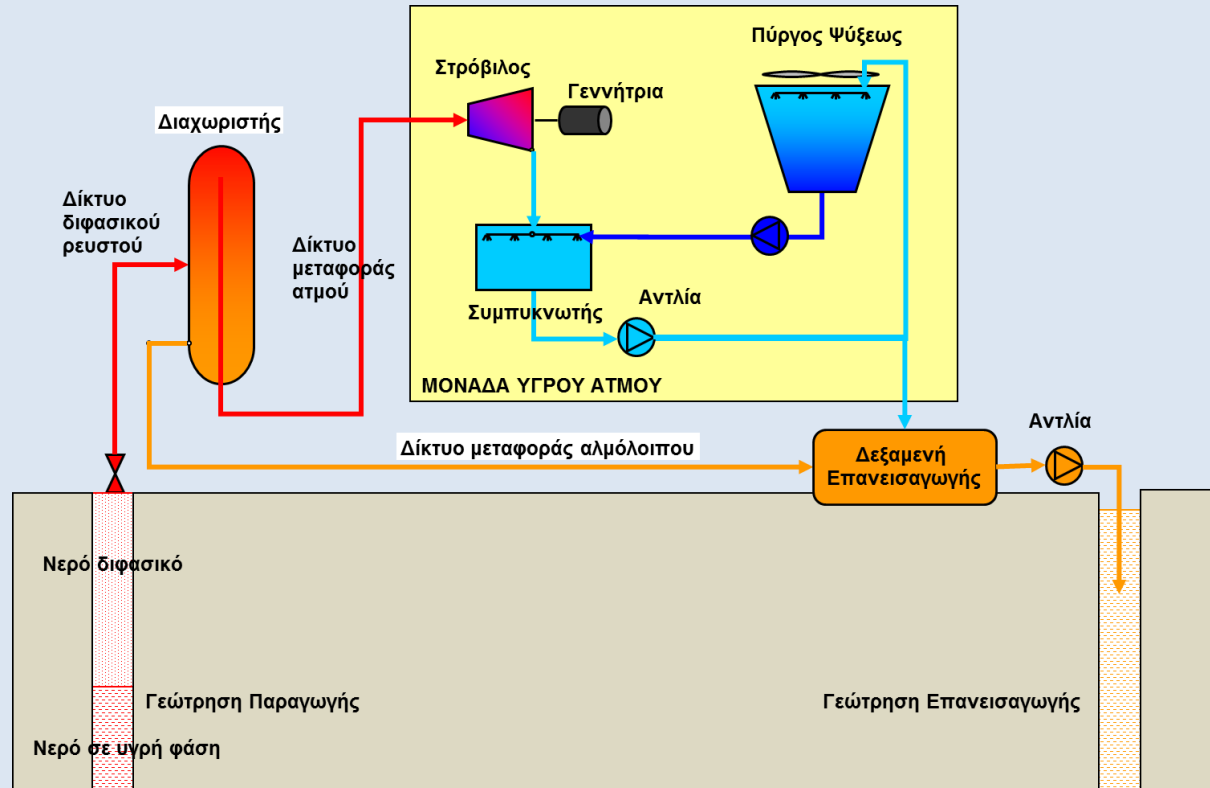 Πύργος Ψύξεως
Στρόβιλος
Γεννήτρια
Διαχωριστής
Δίκτυο
διφασικού
ρευστού
Δίκτυο
μεταφοράς
ατμού
Συμπυκνωτής
Αντλία
ΜΟΝΑΔΑ ΥΓΡΟΥ ΑΤΜΟΥ
Δίκτυο μεταφοράς αλμόλοιπου
Δεξαμενή
Επανεισαγωγής
Αντλία
Νερό διφασικό
Γεώτρηση Παραγωγής
Γεώτρηση Επανεισαγωγής
Νερό σε υγρή φάση